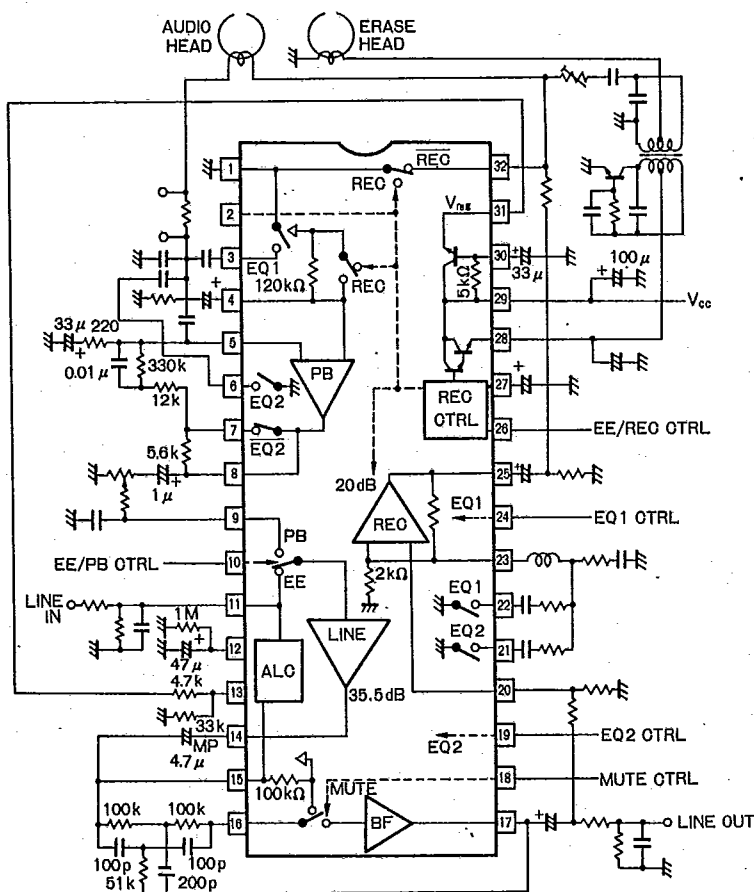 AUDIO HEAD
ERASE HEAD
1
2
3
4
5
6
7
8
9
10
11
12
13
14
15
16
32
31
30
29
28
27
26
25
24
23
22
21
20
19
18
17
REC
REC
Vreg
EQ1
120kΩ
REC
5kΩ
33μ
100μ
Vcc
33μ
220
0.01μ
330k
12k
5.6k
1μ
EQ2
EQ2
PB
REC CTRL
EE/REC CTRL
20dB
REC
EQ1
EQ1 CTRL
2kΩ
EQ1
EQ2
PB
EE
EE/PB CTRL
LINE IN
1M
47μ
4.7k
33k
MP
4.7μ
ALC
LINE
35.5dB
EQ2
EQ2 CTRL
MUTE CTRL
100kΩ
MUTE
BF
LINE OUT
100k
100k
100p
100p
51k
200p